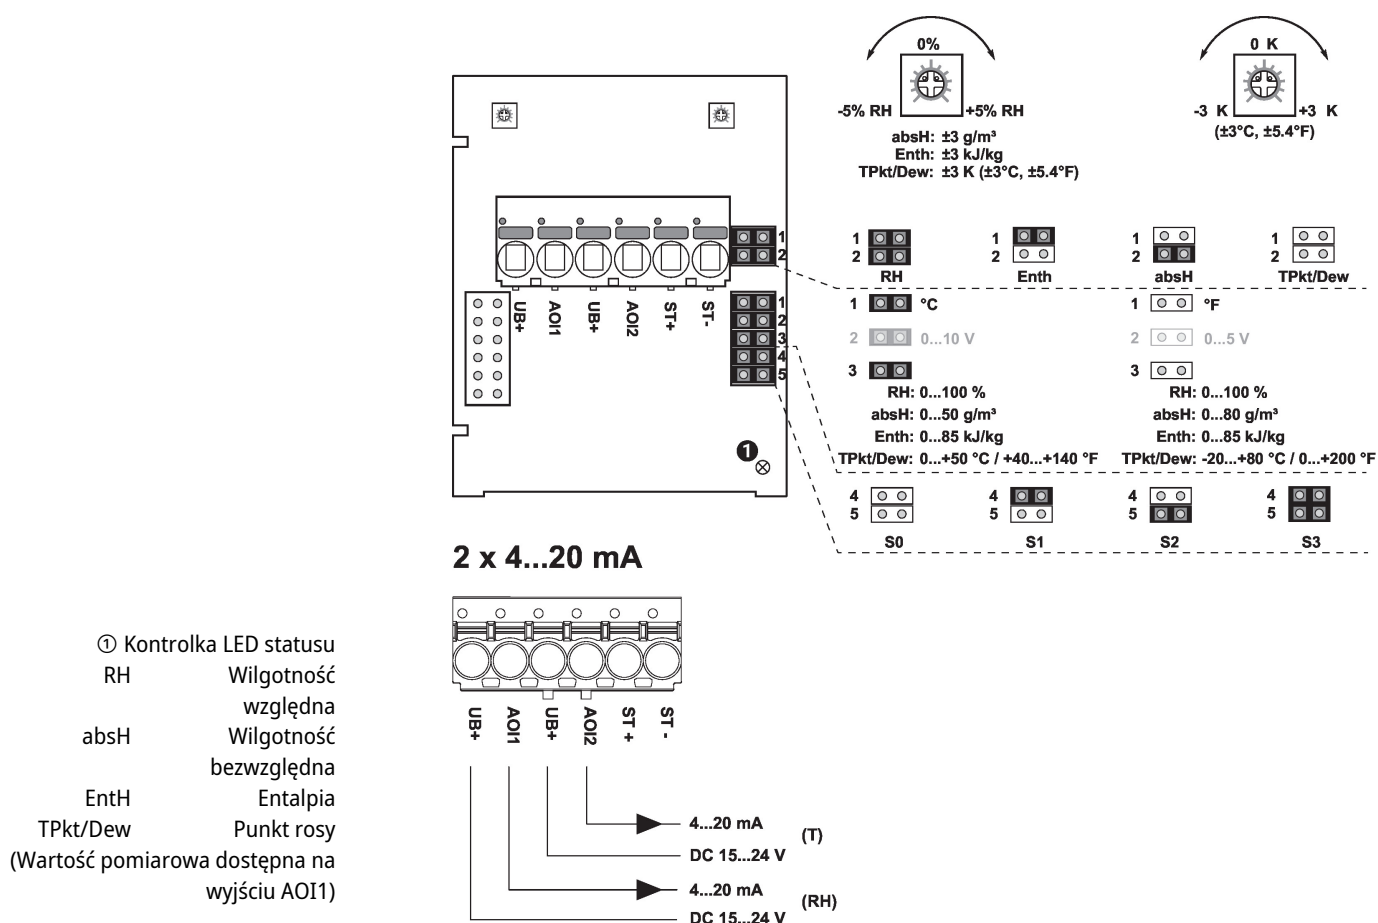 0%
0 K
-5% RH
+5% RH
-3 K
+3 K
(±3°C, ±5.4°F)
absH: ±3 g/m³
Enth: ±3 kJ/kg
TPkt/Dew: ±3 K (±3°C, ±5.4°F)
1
2
1
2
RH
1
2
Enth
1
2
absH
1
2
TPkt/Dew
UB+
AOI1
UB+
AOI2
ST+
ST-
1
2
3
4
5
1 °C
1 °F
2 0...10 V
2 0...5 V
3
3
RH: 0...100 %
absH: 0...50 g/m³
Enth: 0...85 kJ/kg
TPkt/Dew: 0...+50 °C / +40...+140 °F
RH: 0...100 %
absH: 0...80 g/m³
Enth: 0...85 kJ/kg
TPkt/Dew: -20...+80 °C / 0...+200 °F
1
4
5
S0
4
5
S1
4
5
S2
4
5
S3
2 x 4...20 mA
UB+
AOI1
UB+
AOI2
ST +
ST -
4...20 mA
(T)
DC 15...24 V
4...20 mA
(RH)
DC 15...24 V
① Kontrolka LED statusu
RH Wilgotność
względna
absH Wilgotność
bezwzględna
EntH Entalpia
TPkt/Dew Punkt rosy
(Wartość pomiarowa dostępna na
wyjściu AOI1)